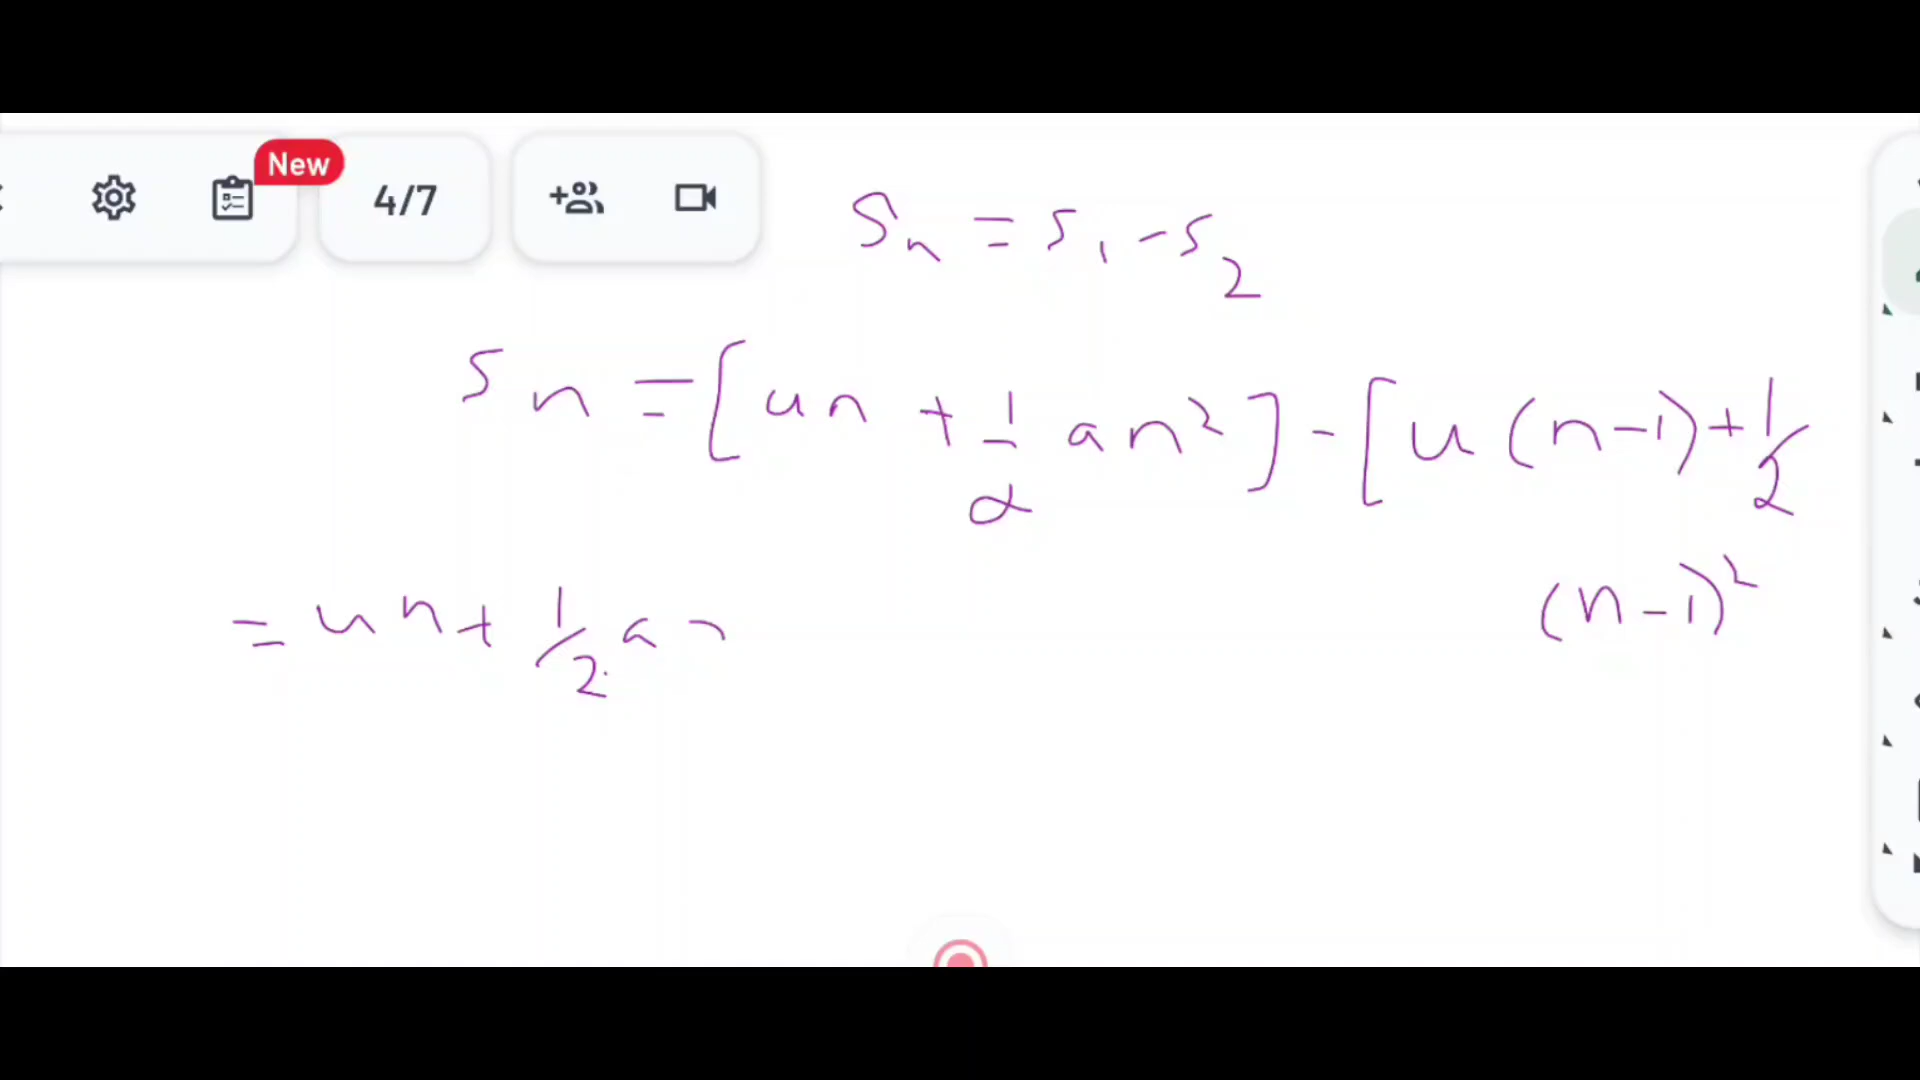 New
4/7
Sₙ = s₁ - s₂
sₙ = [un + 1/2 an²] - [u(n-1) + 1/2
(n-1)²
= un + 1/2 a